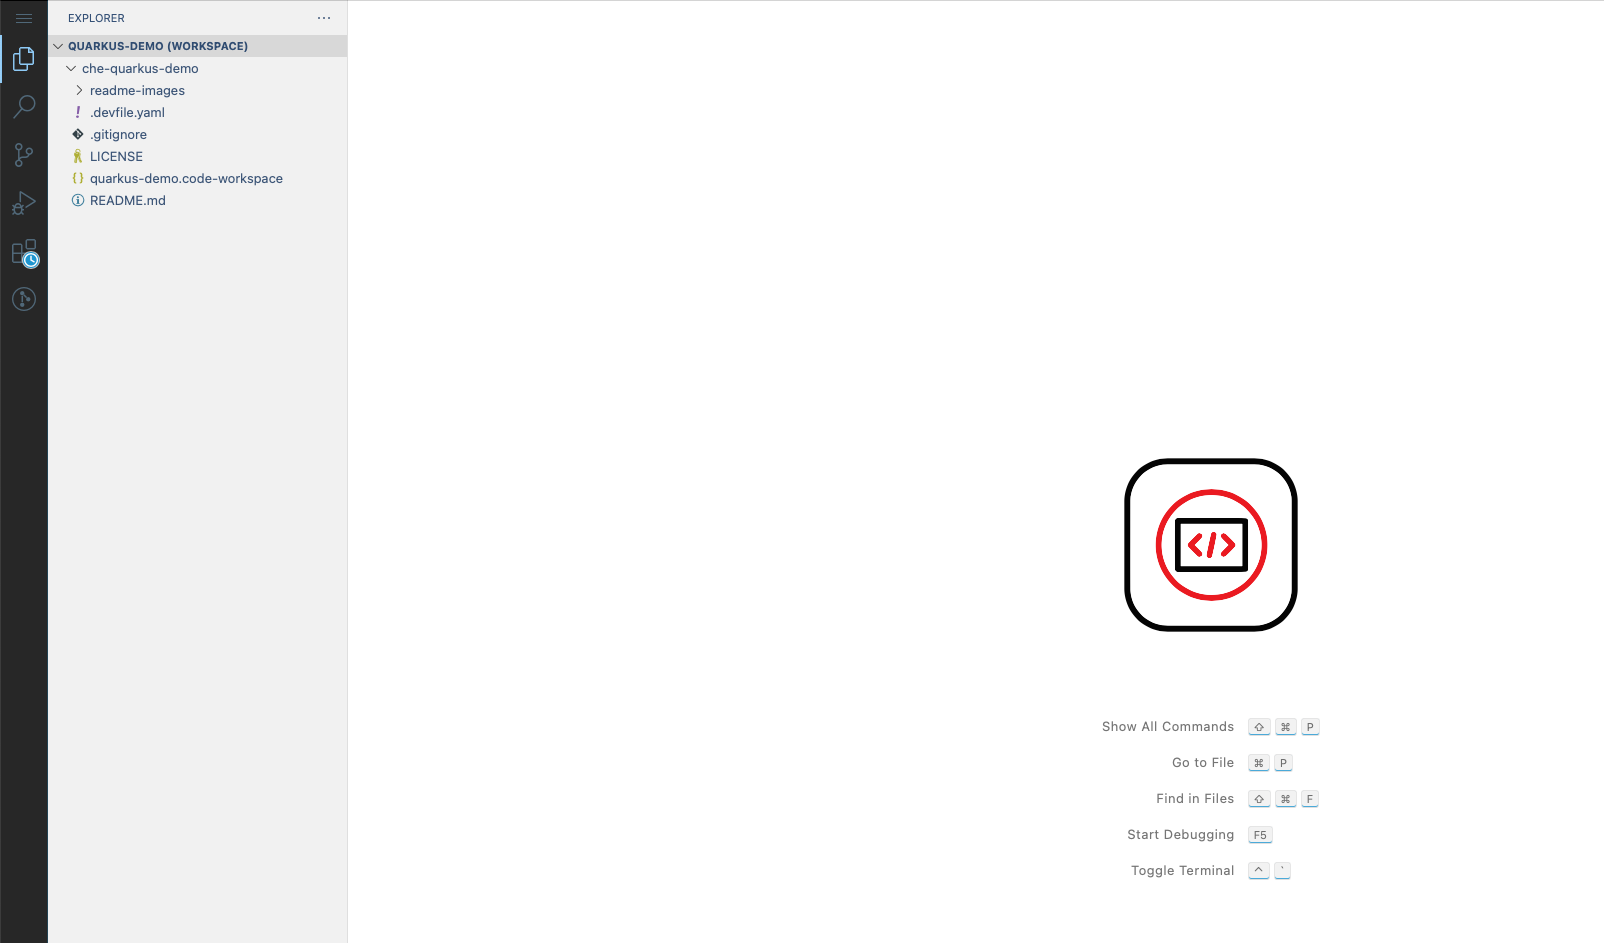 EXPLORER
QUARKUS-DEMO (WORKSPACE)
che-quarkus-demo
readme-images
.devfile.yaml
.gitignore
LICENSE
quarkus-demo.code-workspace
README.md
Show All Commands ⇧ ⌘ P
Go to File ⌘ P
Find in Files ⇧ ⌘ F
Start Debugging F5
Toggle Terminal ^ `